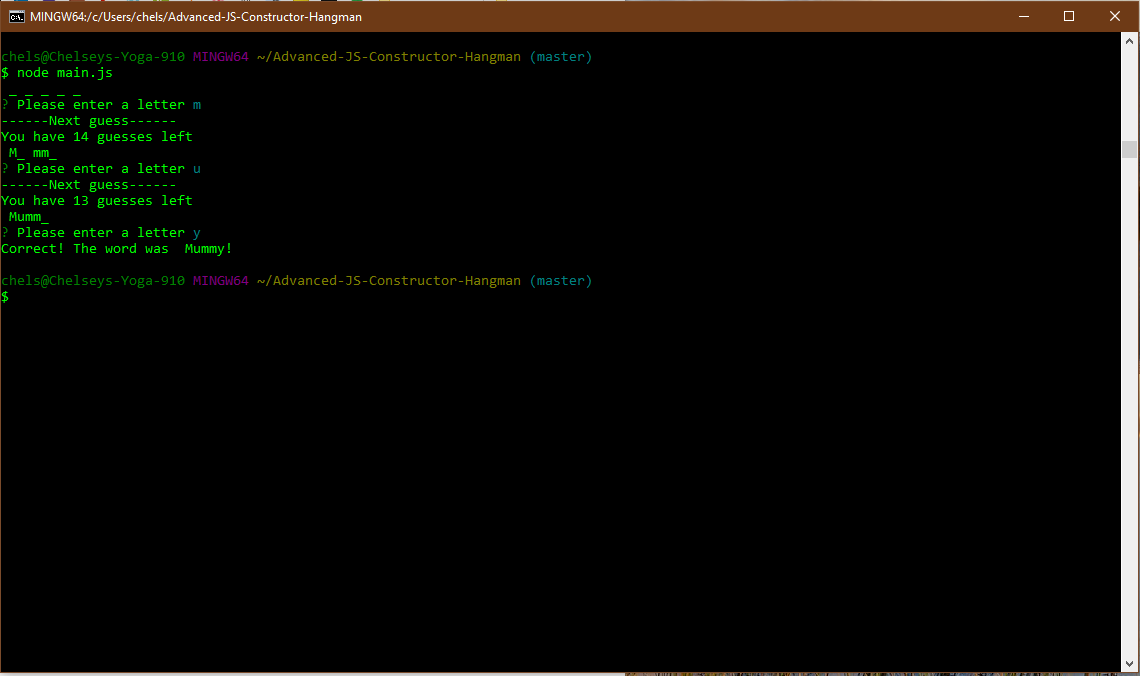 MINGW64:/c/Users/chels/Advanced-JS-Constructor-Hangman
chels@Chelseys-Yoga-910 MINGW64 ~/Advanced-JS-Constructor-Hangman (master)
$ node main.js
 _ _ _ _ _
? Please enter a letter m
------Next guess------
You have 14 guesses left
 M_ mm_
? Please enter a letter u
------Next guess------
You have 13 guesses left
 Mumm_
? Please enter a letter y
Correct! The word was  Mummy!
chels@Chelseys-Yoga-910 MINGW64 ~/Advanced-JS-Constructor-Hangman (master)
$